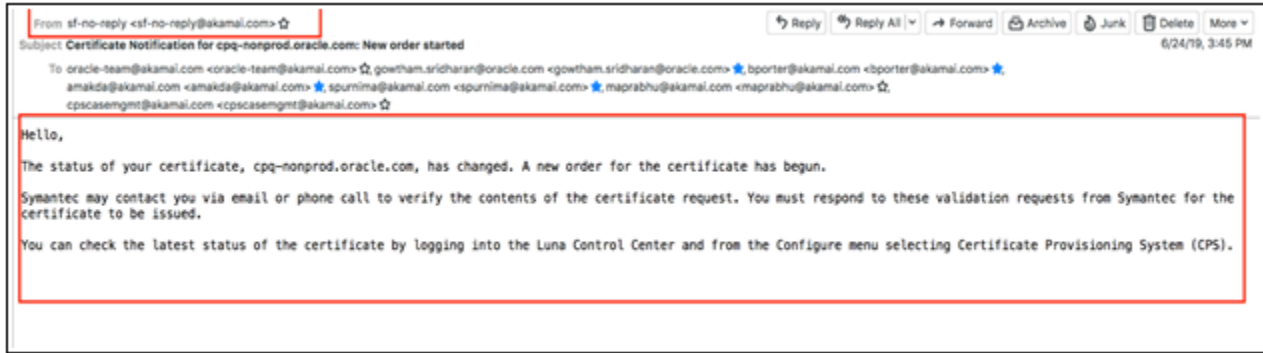 From sf-no-reply <sf-no-reply@akamai.com>
Reply Reply All Forward Archive Junk Delete More
Subject Certificate Notification for cpq-nonprod.oracle.com: New order started 6/24/19, 3:45 PM
To oracle-team@akamai.com <oracle-team@akamai.com>, gowtham.sridharan@oracle.com <gowtham.sridharan@oracle.com>, bporter@akamai.com <bporter@akamai.com>,
amakda@akamai.com <amakda@akamai.com>, spurnima@akamai.com <spurnima@akamai.com>, maprabhu@akamai.com <maprabhu@akamai.com>,
cpscasemgmt@akamai.com <cpscasemgmt@akamai.com>
Hello,
The status of your certificate, cpq-nonprod.oracle.com, has changed. A new order for the certificate has begun.
Symantec may contact you via email or phone call to verify the contents of the certificate request. You must respond to these validation requests from Symantec for the
certificate to be issued.
You can check the latest status of the certificate by logging into the Luna Control Center and from the Configure menu selecting Certificate Provisioning System (CPS).